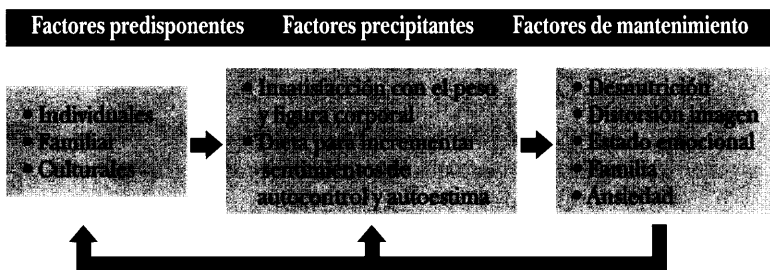 Factores predisponentes Factores precipitantes Factores de mantenimiento
• Individuales
• Familiar
• Culturales
• Insatisfacción con el peso
y figura corporal
• Dieta para incrementar
sentimientos de
autocontrol y autoestima
• Desnutrición
• Distorsión imagen
• Estado emocional
• Familia
• Ansiedad